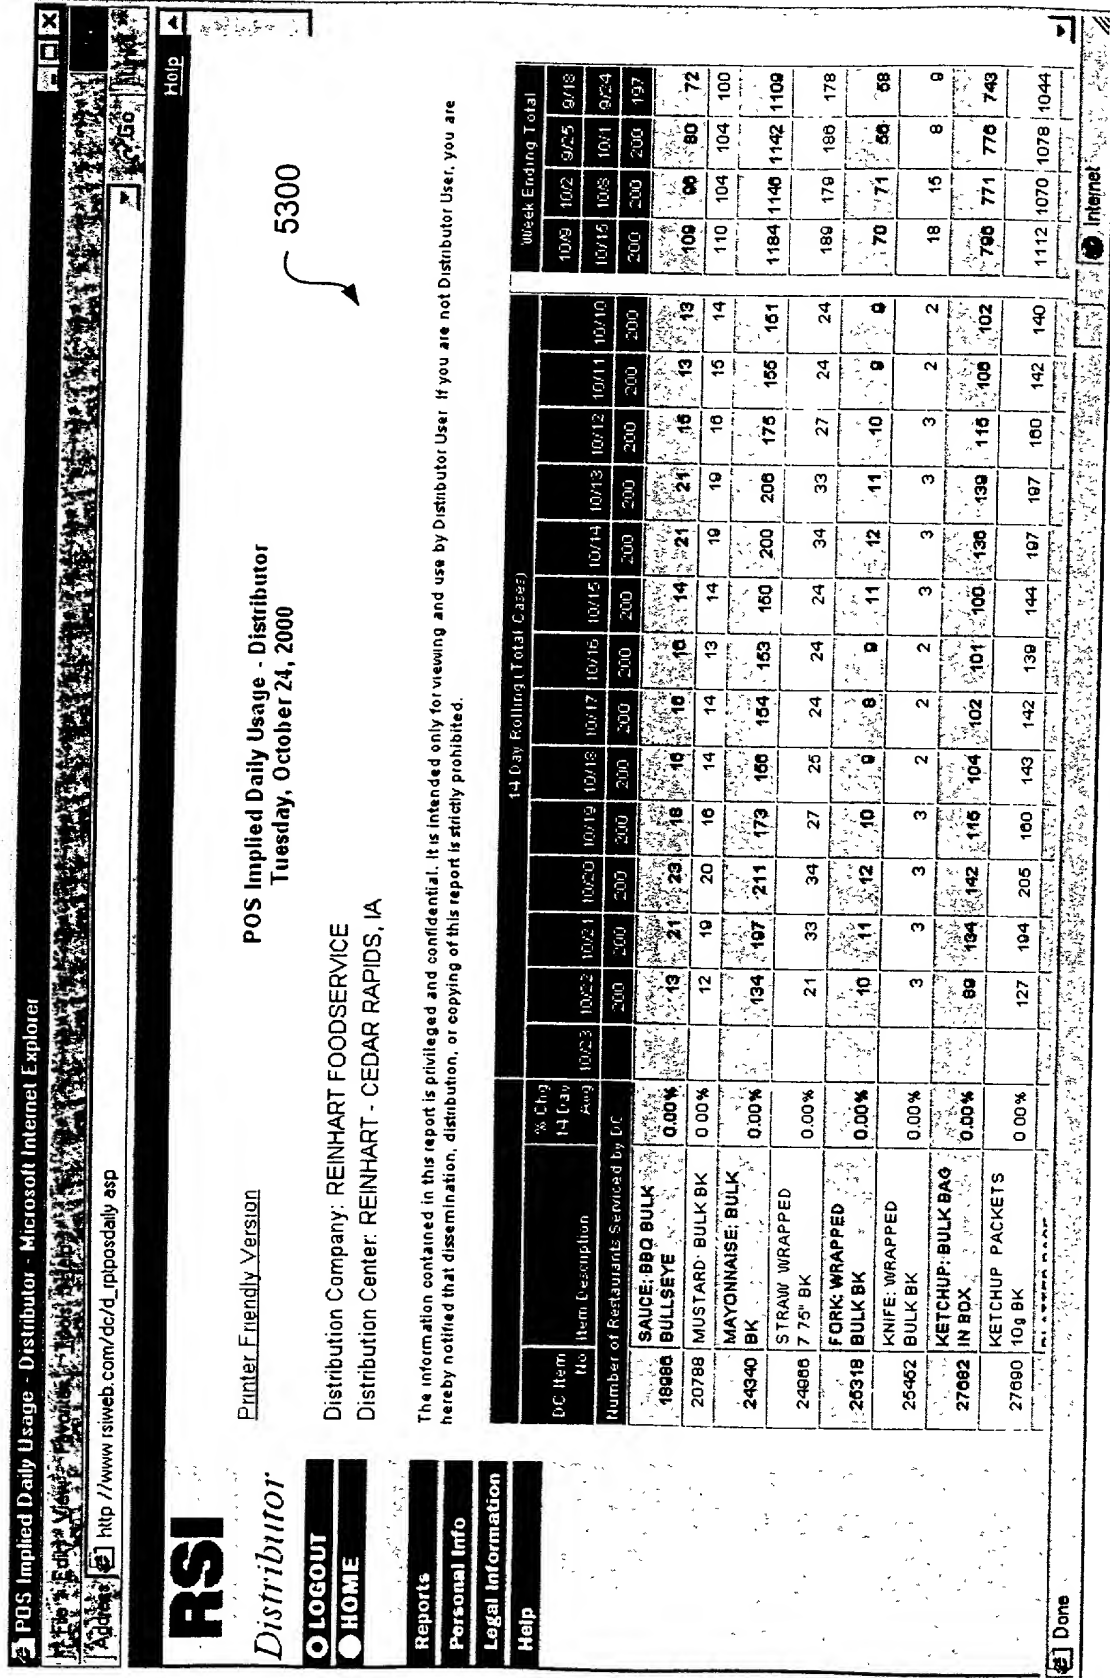 POS Implied Daily Usage - Distributor - Microsoft Internet Explorer
File Edit View Favorites Tools Help
Address http://www rsiweb.com/dc/d_rptposdaily asp Go
Help
RSI
Distributor
LOGOUT
HOME
Reports
Personal Info
Legal Information
Help
Printer Friendly Version
POS Implied Daily Usage - Distributor
Tuesday, October 24, 2000
5300
Distribution Company: REINHART FOODSERVICE
Distribution Center: REINHART - CEDAR RAPIDS, IA
The information contained in this report is privileged and confidential. It is intended only for viewing and use by Distributor User If you are not Distributor User, you are
hereby notified that dissemination, distribution, or copying of this report is strictly prohibited.
14 Day Rolling (Total Cases) Week Ending Total
DC Item No Item Description % Chg 14 Day Avg 10/23 10/22 10/21 10/20 10/19 10/18 10/17 10/16 10/15 10/14 10/13 10/12 10/11 10/10 10/9 10/15 10/2 10/8 9/25 10/1 9/18 9/24
Number of Restaurants Serviced by DC 200 200 200 200 200 200 200 200 200 200 200 200 200 200 200 200 197
18986 SAUCE: BBQ BULK BULLSEYE 0.00% 13 21 23 18 16 16 16 14 21 21 15 13 13 109 96 80 72
20788 MUSTARD: BULK BK 0 00% 12 19 20 16 14 14 13 14 19 19 16 15 14 110 104 104 100
24340 MAYONNAISE: BULK BK 0.00% 134 197 211 173 156 154 153 150 200 206 175 155 151 1184 1146 1142 1109
24986 STRAW WRAPPED 7 75" BK 0.00% 21 33 34 27 25 24 24 24 34 33 27 24 24 189 179 186 178
25318 FORK: WRAPPED BULK BK 0.00% 10 11 12 10 9 8 9 11 12 11 10 9 9 70 71 56 58
25452 KNIFE: WRAPPED BULK BK 0.00% 3 3 3 3 2 2 2 3 3 3 3 2 2 18 15 8 9
27682 KETCHUP: BULK BAG IN BOX 0.00% 89 134 142 115 104 102 101 100 136 139 115 106 102 795 771 776 743
27690 KETCHUP PACKETS 10g BK 0 00% 127 194 205 160 143 142 139 144 197 197 160 142 140 1112 1070 1078 1044
Done Internet